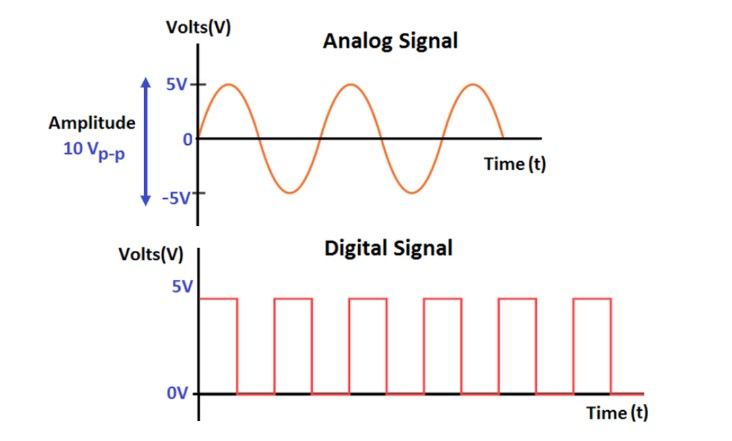 Volts(V)
Analog Signal
5V
Amplitude
10 Vp-p
0
Time (t)
-5V
Digital Signal
Volts(V)
5V
0V
Time (t)